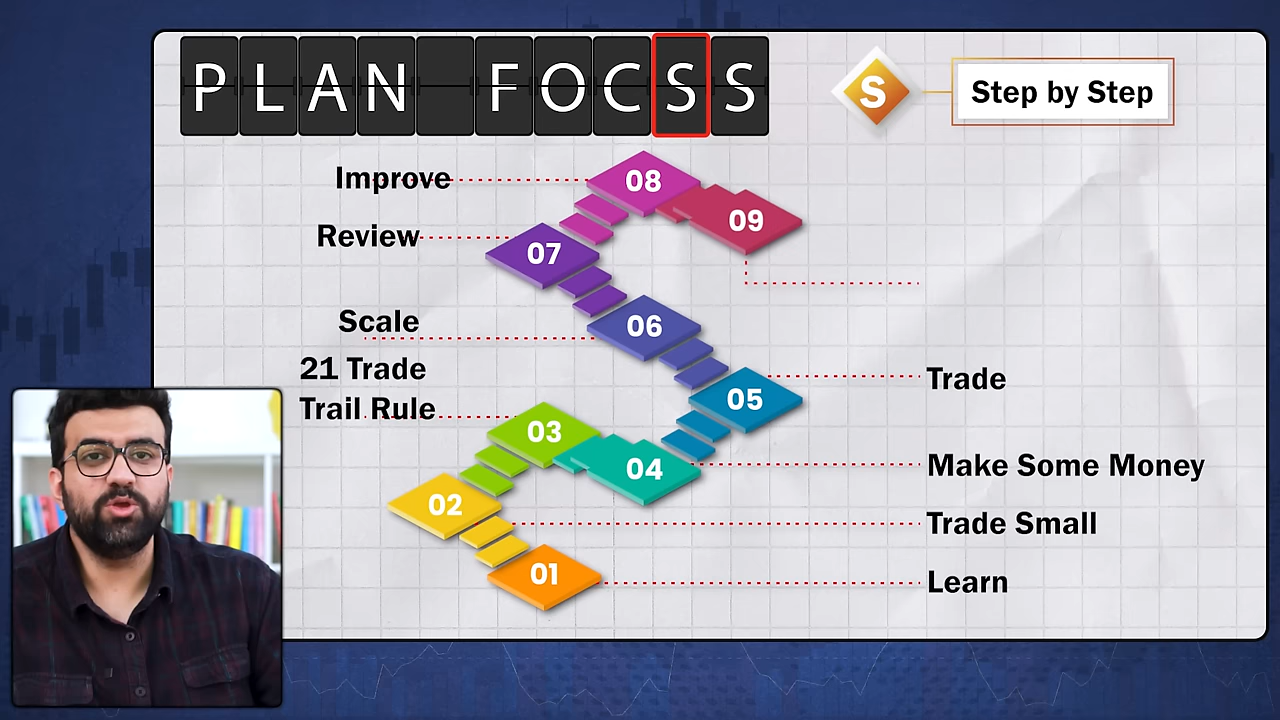 PLAN FOCSS
S
Step by Step
Improve
08
09
Review
07
Scale
06
21 Trade
Trail Rule
Trade
05
03
04
Make Some Money
02
Trade Small
01
Learn